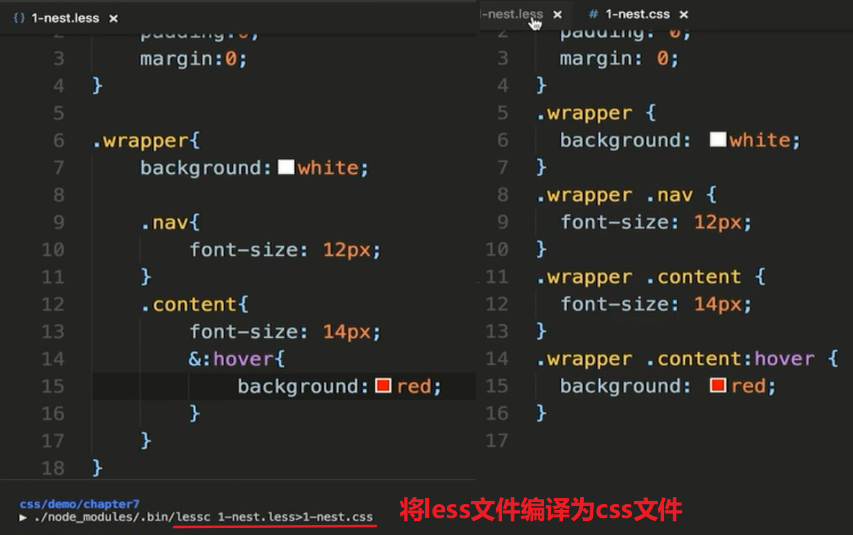 {} 1-nest.less ×
padding:0;
3 margin:0;
4 }
5
6 .wrapper{
7 background:white;
8
9 .nav{
10 font-size: 12px;
11 }
12 .content{
13 font-size: 14px;
14 &:hover{
15 background:red;
16 }
17 }
18 }
1-nest.less × # 1-nest.css ×
2 padding: 0;
3 margin: 0;
4 }
5 .wrapper {
6 background: white;
7 }
8 .wrapper .nav {
9 font-size: 12px;
10 }
11 .wrapper .content {
12 font-size: 14px;
13 }
14 .wrapper .content:hover {
15 background: red;
16 }
17
css/demo/chapter7
▶ ./node_modules/.bin/lessc 1-nest.less>1-nest.css
将less文件编译为css文件